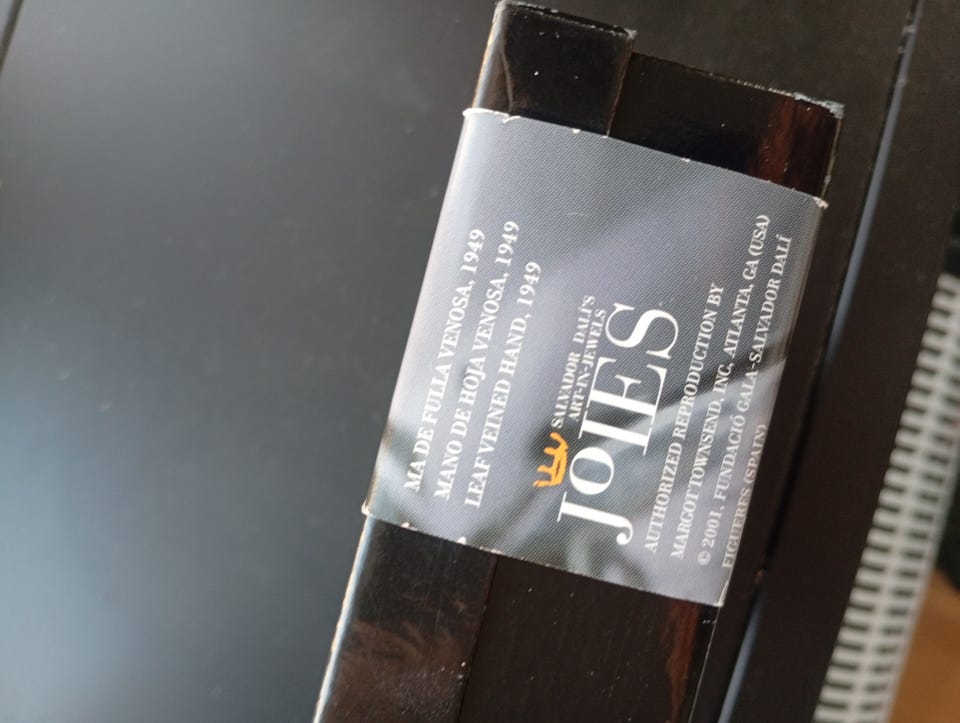 MA DE FULLA VENOSA, 1949
MANO DE HOJA VENOSA, 1949
LEAF VEINED HAND, 1949
SALVADOR DALÍ'S
ART-IN-JEWELS
JOIES
AUTHORIZED REPRODUCTION BY
MARGOT TOWNSEND, INC. ATLANTA, GA (USA)
© 2001, FUNDACIÓ GALA-SALVADOR DALÍ
FIGUERES (SPAIN)